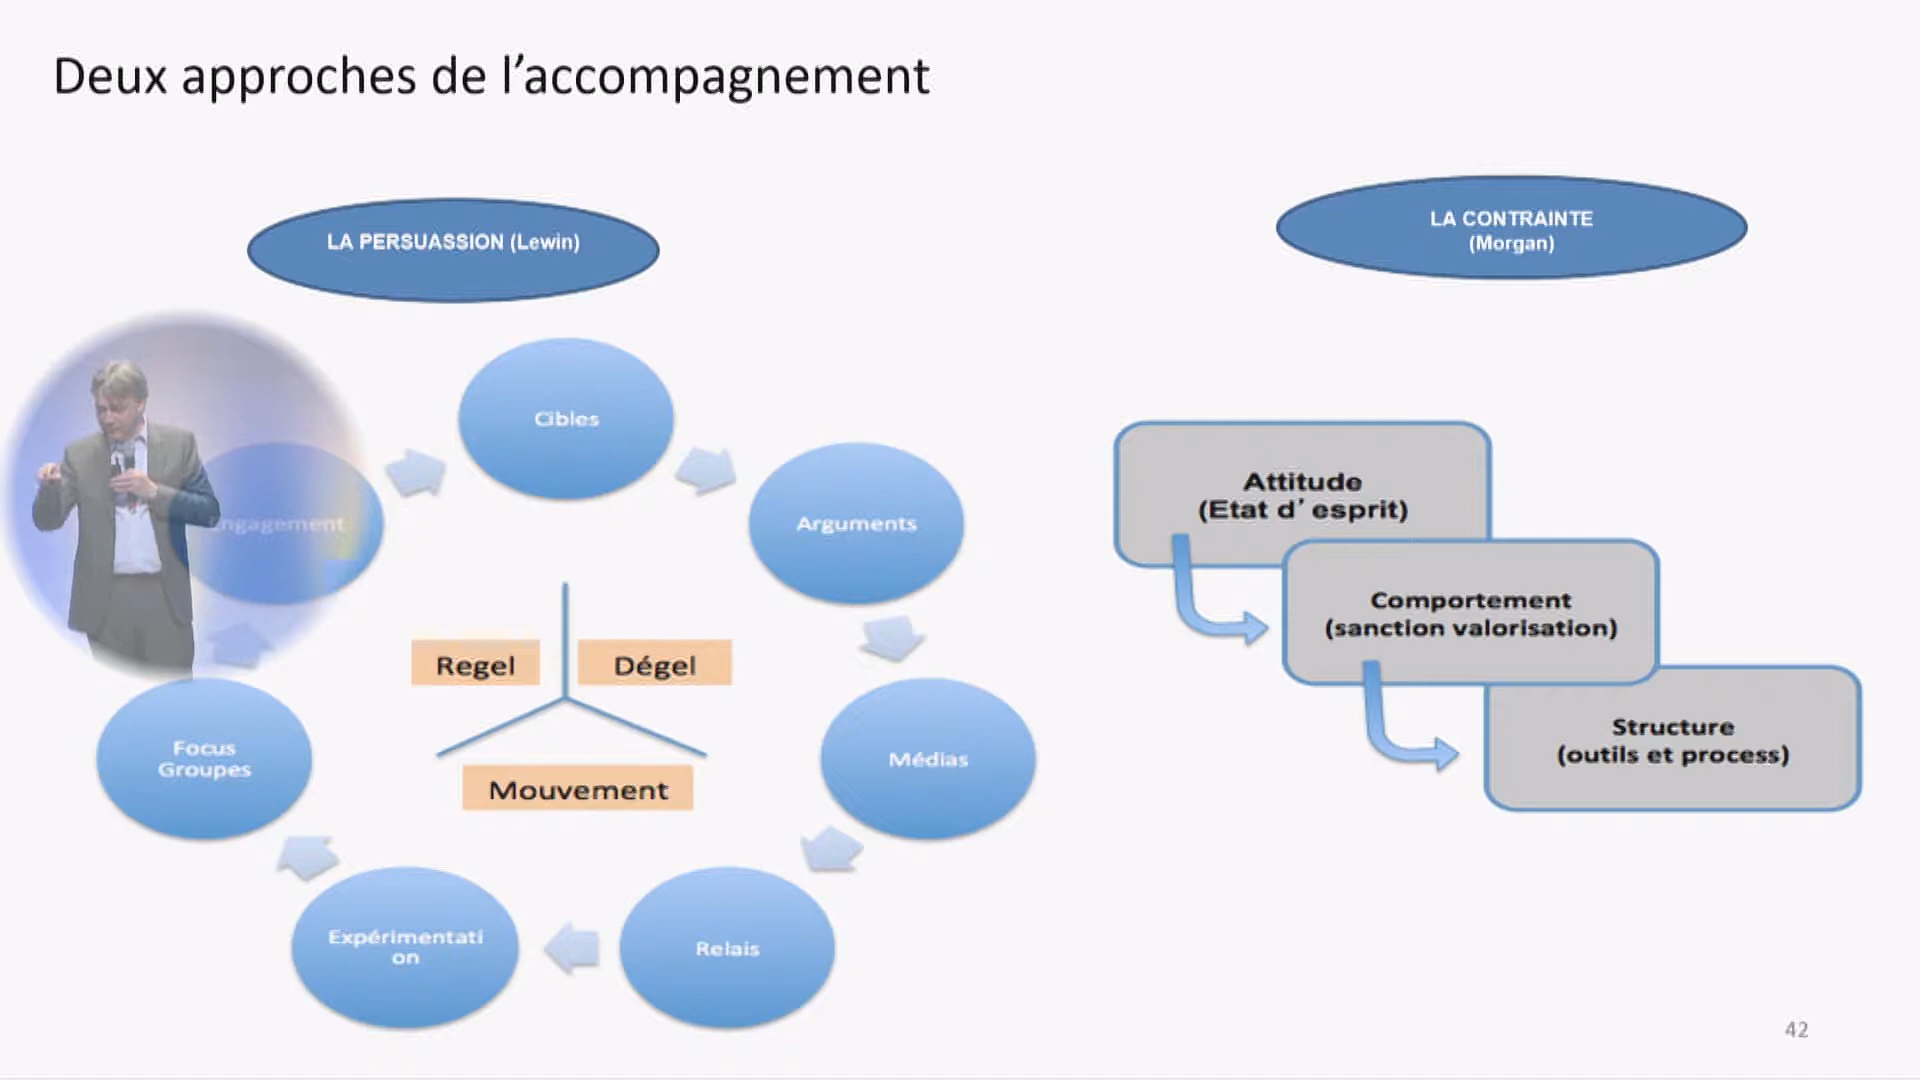 Deux approches de l’accompagnement
LA PERSUASSION (Lewin)
LA CONTRAINTE
(Morgan)
Cibles
Arguments
Médias
Relais
Expérimentati
on
Focus
Groupes
Engagement
Regel
Dégel
Mouvement
Attitude
(Etat d’ esprit)
Comportement
(sanction valorisation)
Structure
(outils et process)
42